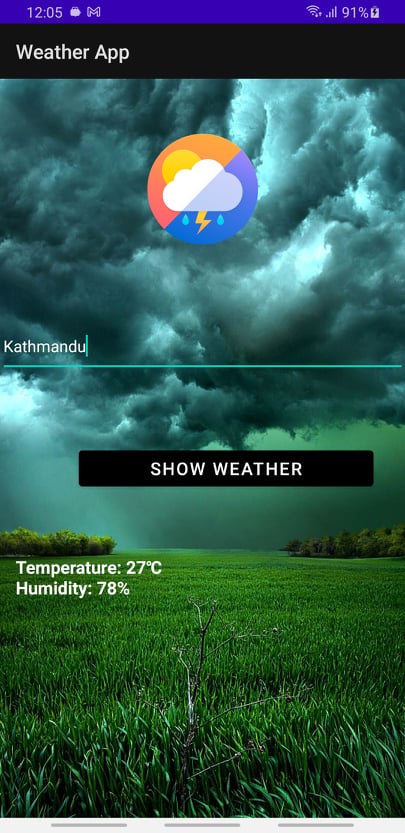 12:05 91%
Weather App
Kathmandu
SHOW WEATHER
Temperature: 27℃
Humidity: 78%